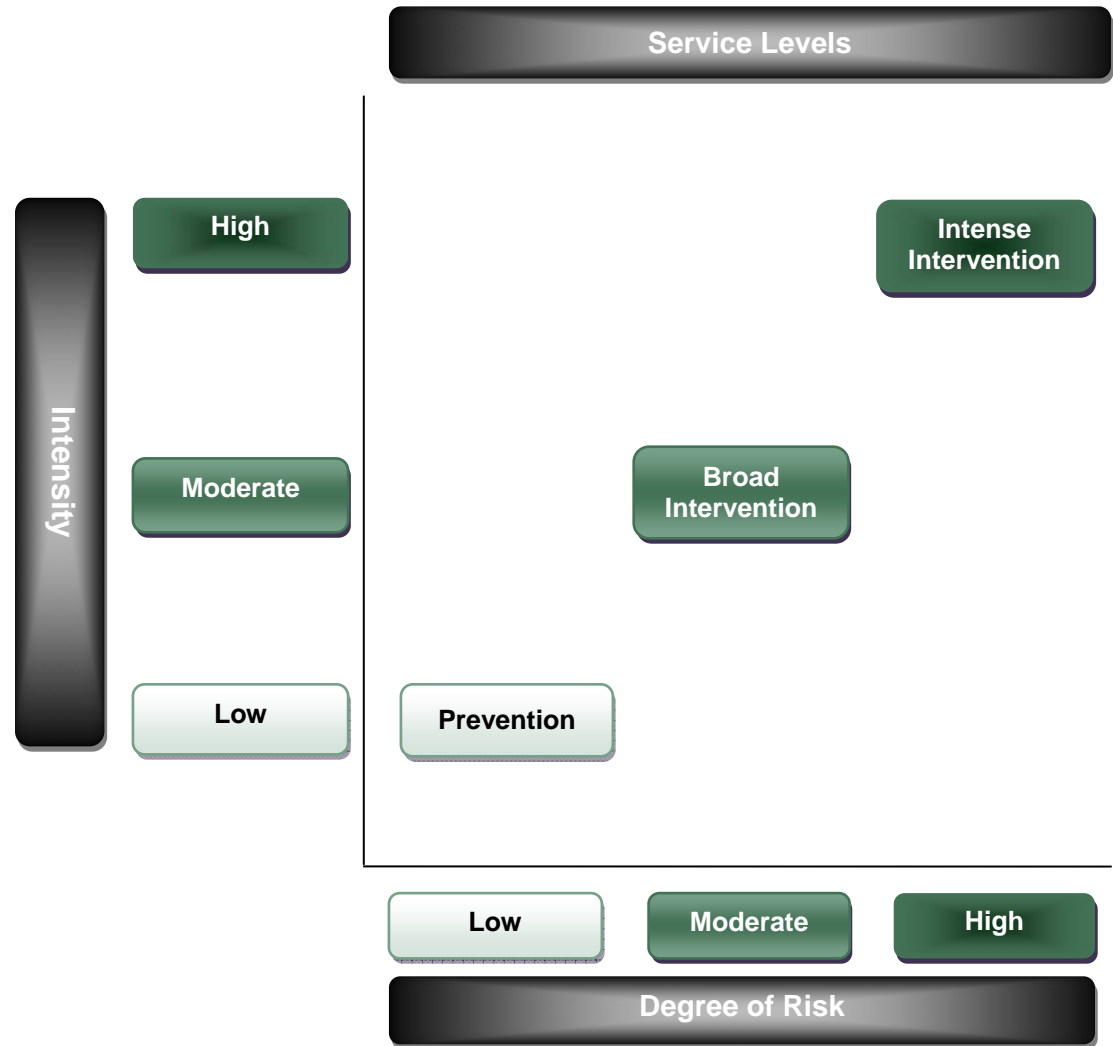 Service Levels
High
Intense
Intervention
Intensity
Moderate
Broad
Intervention
Low
Prevention
Low
Moderate
High
Degree of Risk